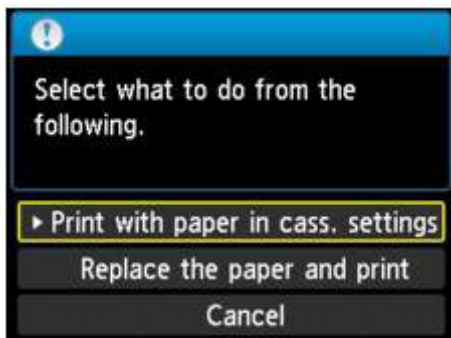 Select what to do from the
following.
Print with paper in cass. settings
Replace the paper and print
Cancel